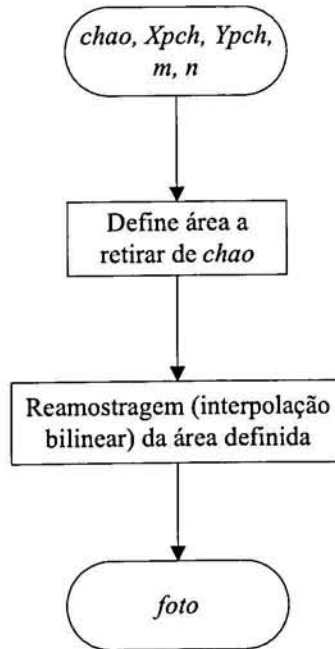 chao, Xpch, Ypch,
m, n
Define área a
retirar de chao
Reamostragem (interpolação
bilinear) da área definida
foto